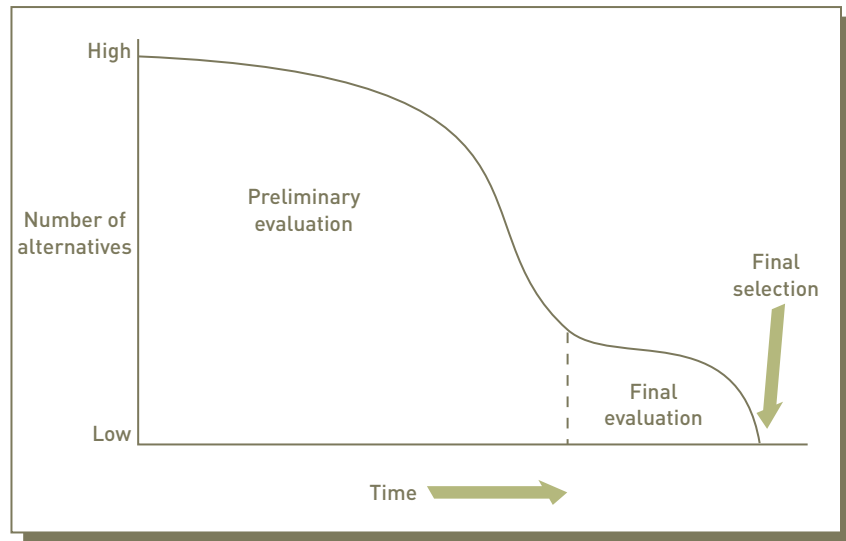 High
Preliminary
evaluation
Number of
alternatives
Final
selection
Final
evaluation
Low
Time